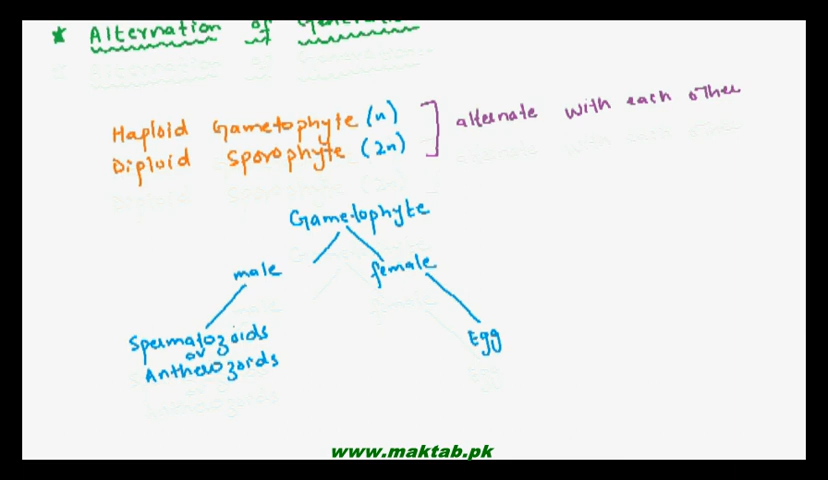 * Alternation of Generation
Haploid Gametophyte (n)
Diploid Sporophyte (2n)
alternate with each other
Gametophyte
male female
Spermatozoids Egg
or
Antherozoids
www.maktab.pk